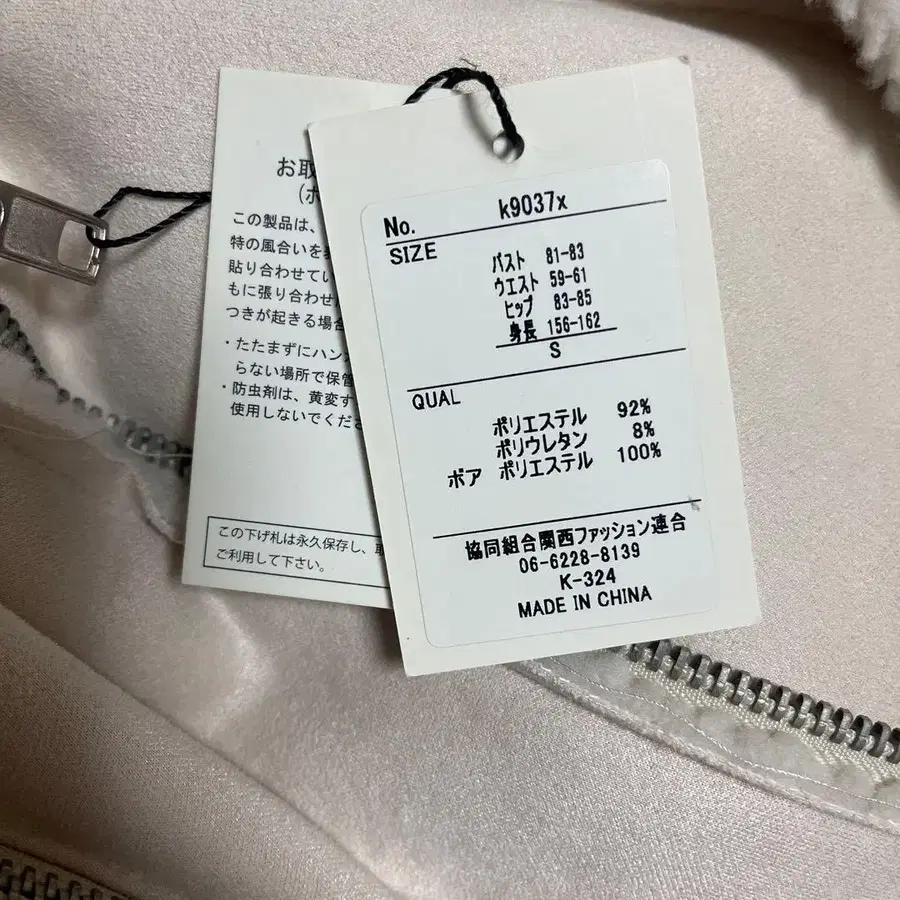 No. k9037x
SIZE
バスト 81-83
ウエスト 59-61
ヒップ 83-85
身長 156-162
S
QUAL
ポリエステル 92%
ポリウレタン 8%
ボア ポリエステル 100%
協同組合関西ファッション連合
06-6228-8139
K-324
MADE IN CHINA
お取
(ボ
この製品は、
特の風合いを
貼り合わせてい
もに張り合わせ
つきが起きる場合
・たたまずにハン
らない場所で保管
・防虫剤は、黄変す
使用しないでくだ
この下げ札は永久保存し、取
ご利用して下さい。